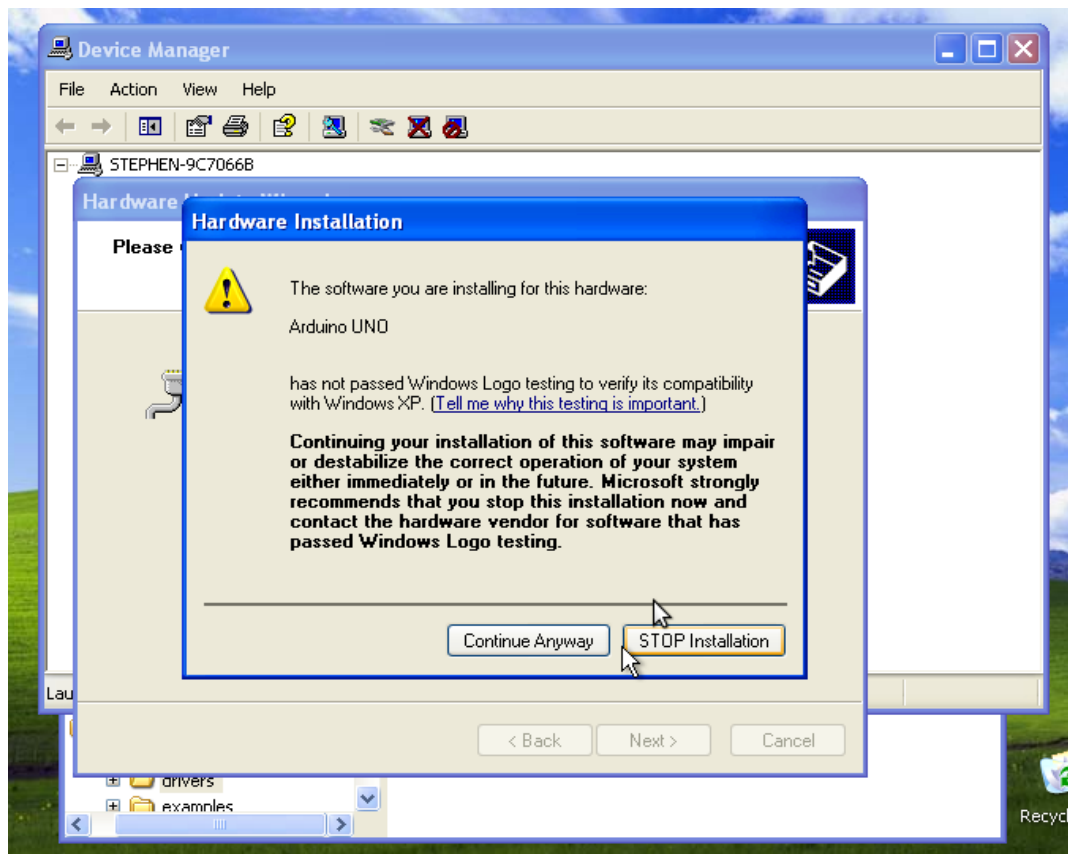 Device Manager
File Action View Help
STEPHEN-9C7066B
Hardware
Please
Hardware Installation
The software you are installing for this hardware:
Arduino UNO
has not passed Windows Logo testing to verify its compatibility
with Windows XP. (Tell me why this testing is important.)
Continuing your installation of this software may impair
or destabilize the correct operation of your system
either immediately or in the future. Microsoft strongly
recommends that you stop this installation now and
contact the hardware vendor for software that has
passed Windows Logo testing.
Continue Anyway STOP Installation
Lau
< Back Next > Cancel
drivers
examples
Recycl